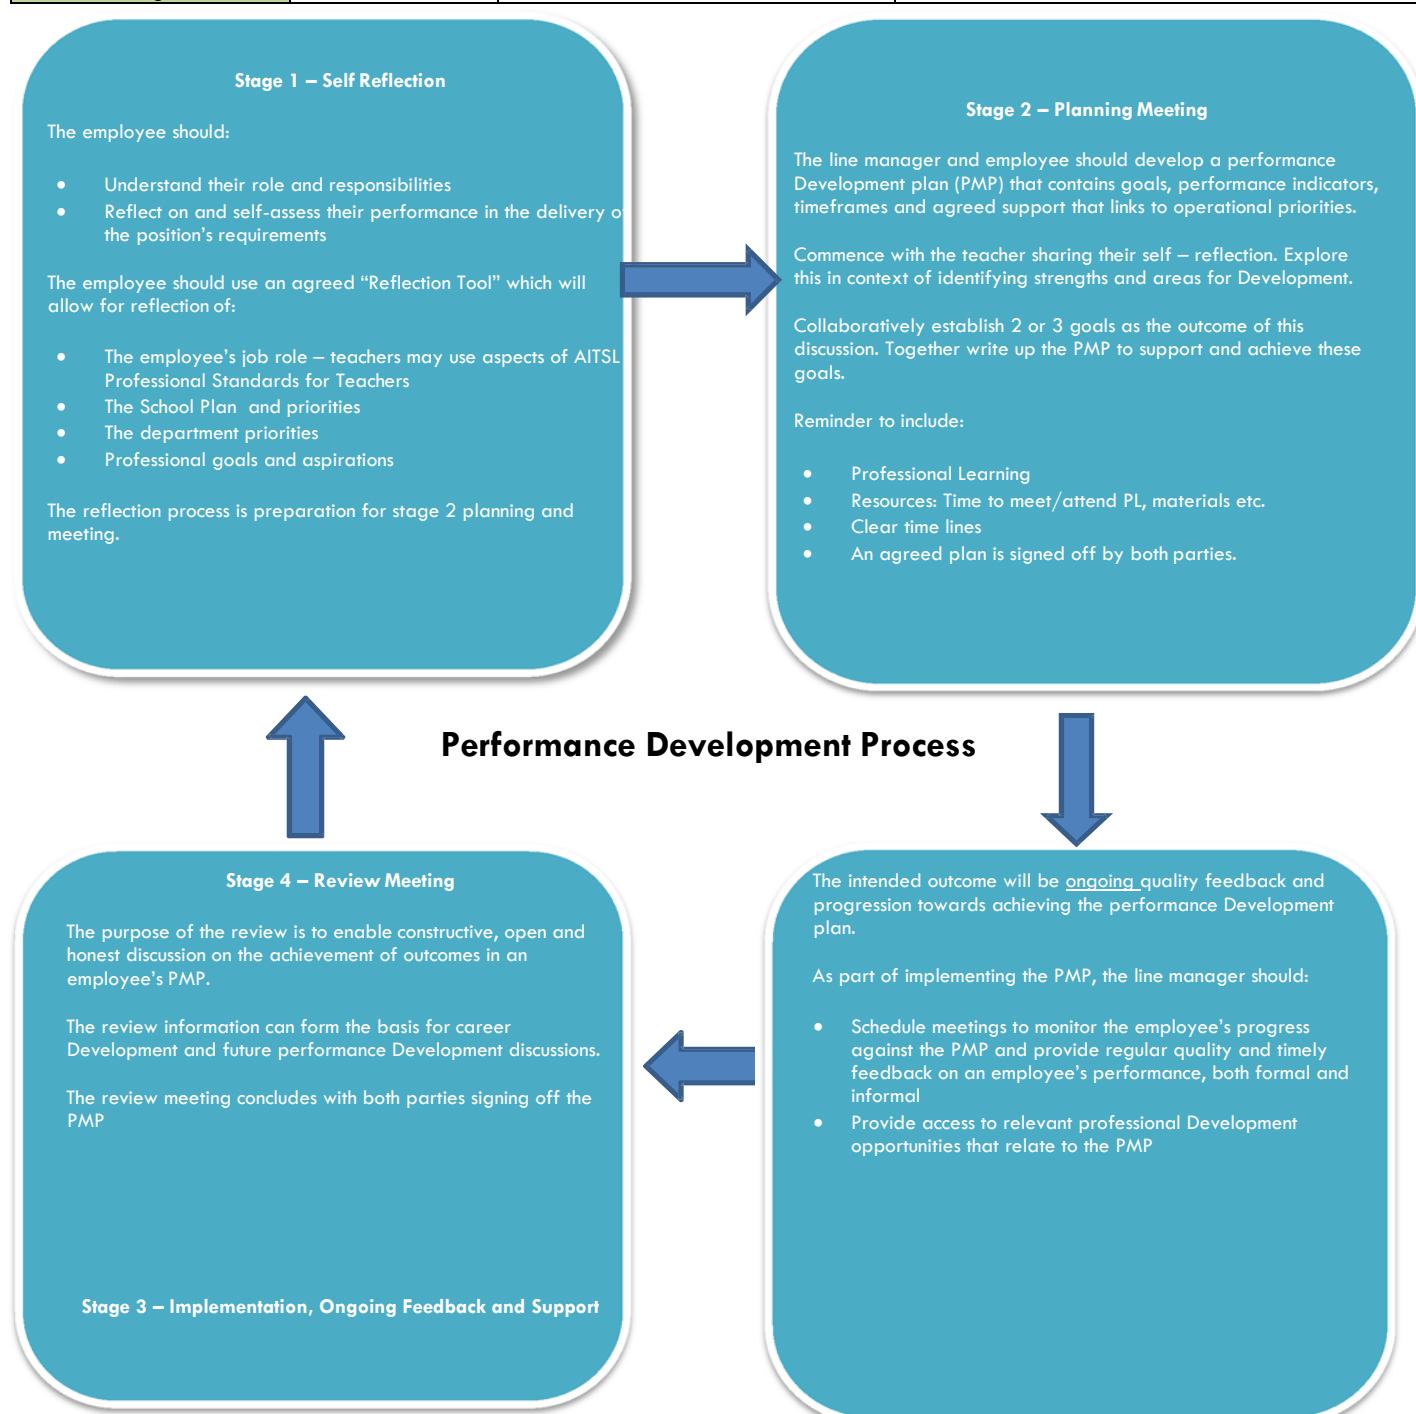 Stage 1 – Self Reflection
The employee should:
• Understand their role and responsibilities
• Reflect on and self-assess their performance in the delivery of
the position's requirements
The employee should use an agreed "Reflection Tool" which will
allow for reflection of:
• The employee's job role – teachers may use aspects of AITSL
Professional Standards for Teachers
• The School Plan and priorities
• The department priorities
• Professional goals and aspirations
The reflection process is preparation for stage 2 planning and
meeting.
Stage 2 – Planning Meeting
The line manager and employee should develop a performance
Development plan (PMP) that contains goals, performance indicators,
timeframes and agreed support that links to operational priorities.
Commence with the teacher sharing their self – reflection. Explore
this in context of identifying strengths and areas for Development.
Collaboratively establish 2 or 3 goals as the outcome of this
discussion. Together write up the PMP to support and achieve these
goals.
Reminder to include:
• Professional Learning
• Resources: Time to meet/attend PL, materials etc.
• Clear time lines
• An agreed plan is signed off by both parties.
Performance Development Process
Stage 4 – Review Meeting
The purpose of the review is to enable constructive, open and
honest discussion on the achievement of outcomes in an
employee's PMP.
The review information can form the basis for career
Development and future performance Development discussions.
The review meeting concludes with both parties signing off the
PMP
Stage 3 – Implementation, Ongoing Feedback and Support
The intended outcome will be ongoing quality feedback and
progression towards achieving the performance Development
plan.
As part of implementing the PMP, the line manager should:
• Schedule meetings to monitor the employee's progress
against the PMP and provide regular quality and timely
feedback on an employee's performance, both formal and
informal
• Provide access to relevant professional Development
opportunities that relate to the PMP